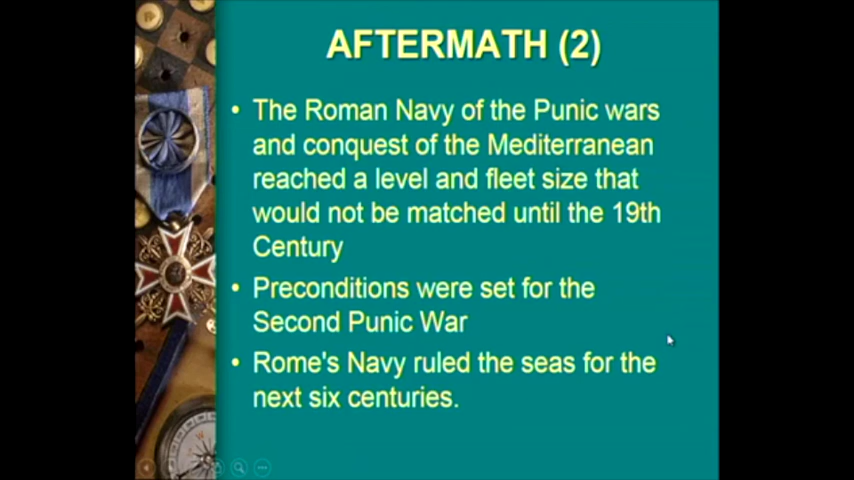 AFTERMATH (2)
• The Roman Navy of the Punic wars
and conquest of the Mediterranean
reached a level and fleet size that
would not be matched until the 19th
Century
• Preconditions were set for the
Second Punic War
• Rome's Navy ruled the seas for the
next six centuries.